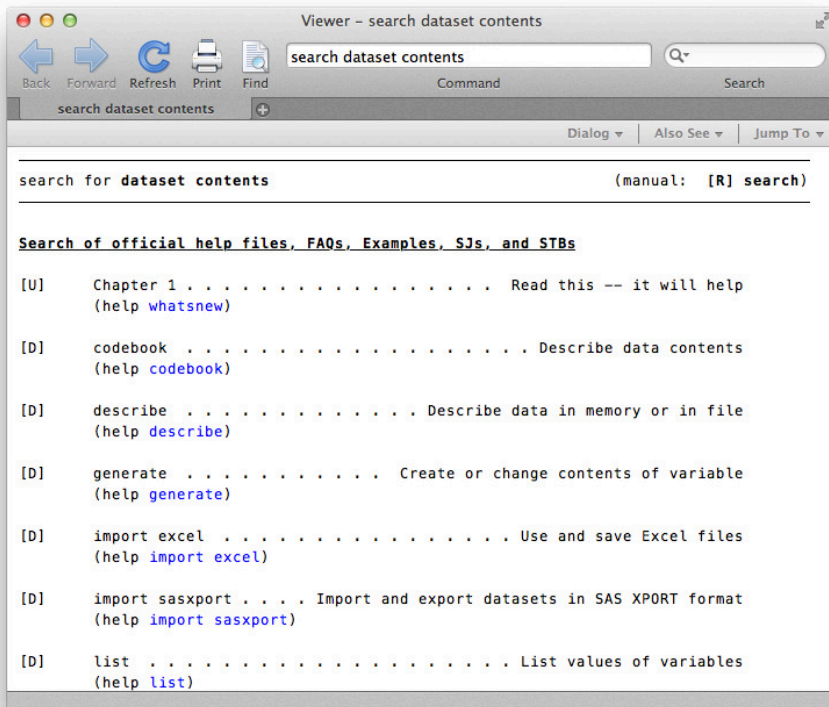 Viewer – search dataset contents
search dataset contents
Back Forward Refresh Print Find Command Search
search dataset contents
Dialog Also See Jump To
search for dataset contents (manual: [R] search)
Search of official help files, FAQs, Examples, SJs, and STBs
[U] Chapter 1 . . . . . . . . . . . . . . . . . Read this -- it will help
(help whatsnew)
[D] codebook . . . . . . . . . . . . . . . . . . . Describe data contents
(help codebook)
[D] describe . . . . . . . . . . . . . Describe data in memory or in file
(help describe)
[D] generate . . . . . . . . . . . Create or change contents of variable
(help generate)
[D] import excel . . . . . . . . . . . . . . . . Use and save Excel files
(help import excel)
[D] import sasxport . . . . Import and export datasets in SAS XPORT format
(help import sasxport)
[D] list . . . . . . . . . . . . . . . . . . . . List values of variables
(help list)